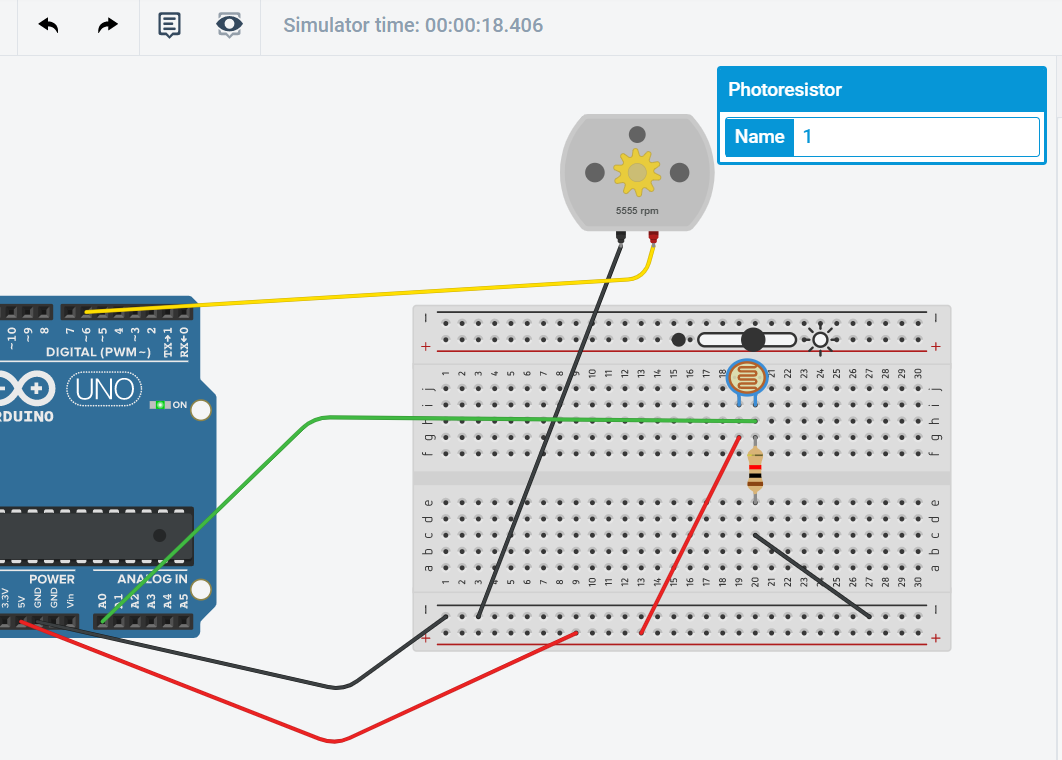 Simulator time: 00:00:18.406
Photoresistor
Name 1
5555 rpm
~10 ~9 8 7 ~6 ~5 ~4 ~3 2 TX→1 RX←0
DIGITAL (PWM~)
UNO
ON
RDUINO
POWER ANALOG IN
3.3V 5V GND GND Vin A0 A1 A2 A3 A4 A5
+ +
1 2 3 4 5 6 7 8 9 10 11 12 13 14 15 16 17 18 21 22 23 24 25 26 27 28 29 30
j j
i i
h h
g g
f f
e e
d d
c c
b b
a a
1 2 3 4 5 6 7 8 9 10 11 12 13 14 15 16 17 18 19 20 21 22 23 24 25 26 27 28 29 30
+ +